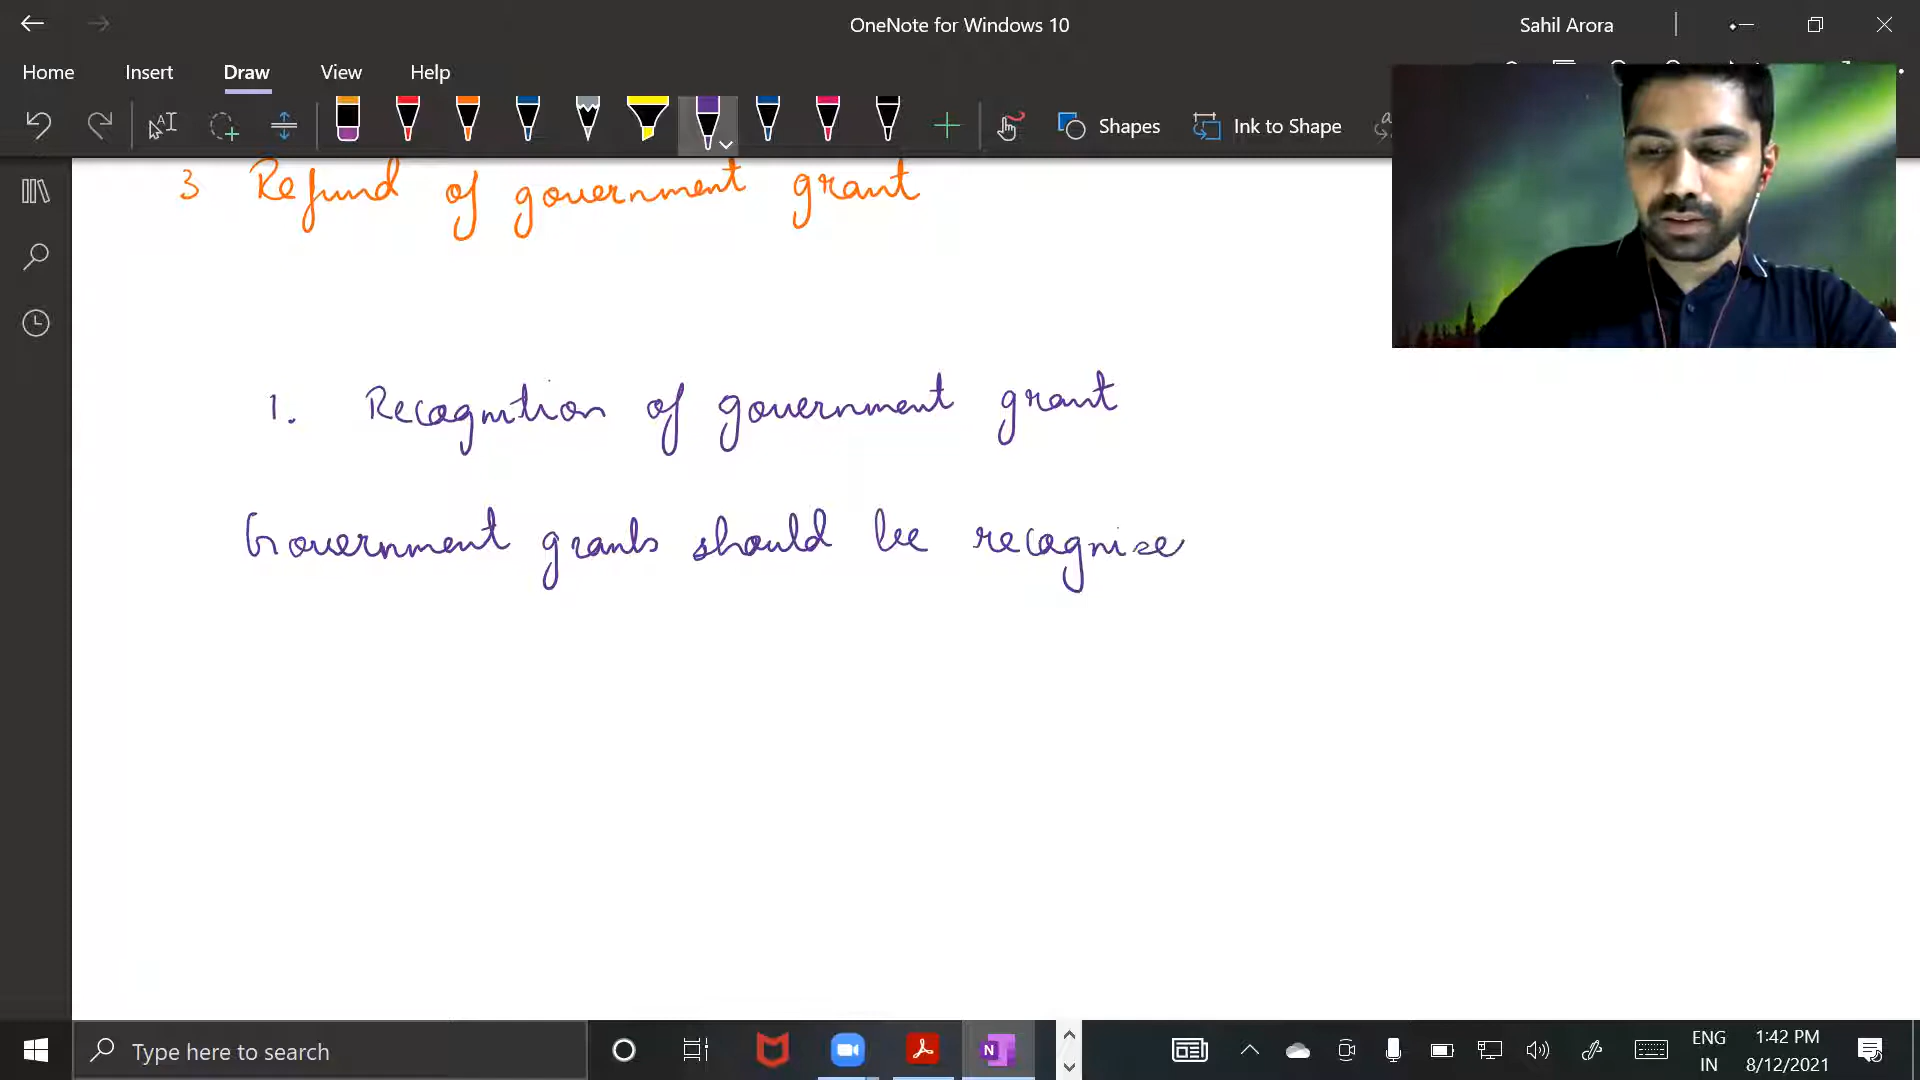 OneNote for Windows 10
Sahil Arora
Home Insert Draw View Help
Shapes
Ink to Shape
3 Refund of government grant
1. Recognition of government grant
Government grants should be recognise
Type here to search
ENG
IN
1:42 PM
8/12/2021